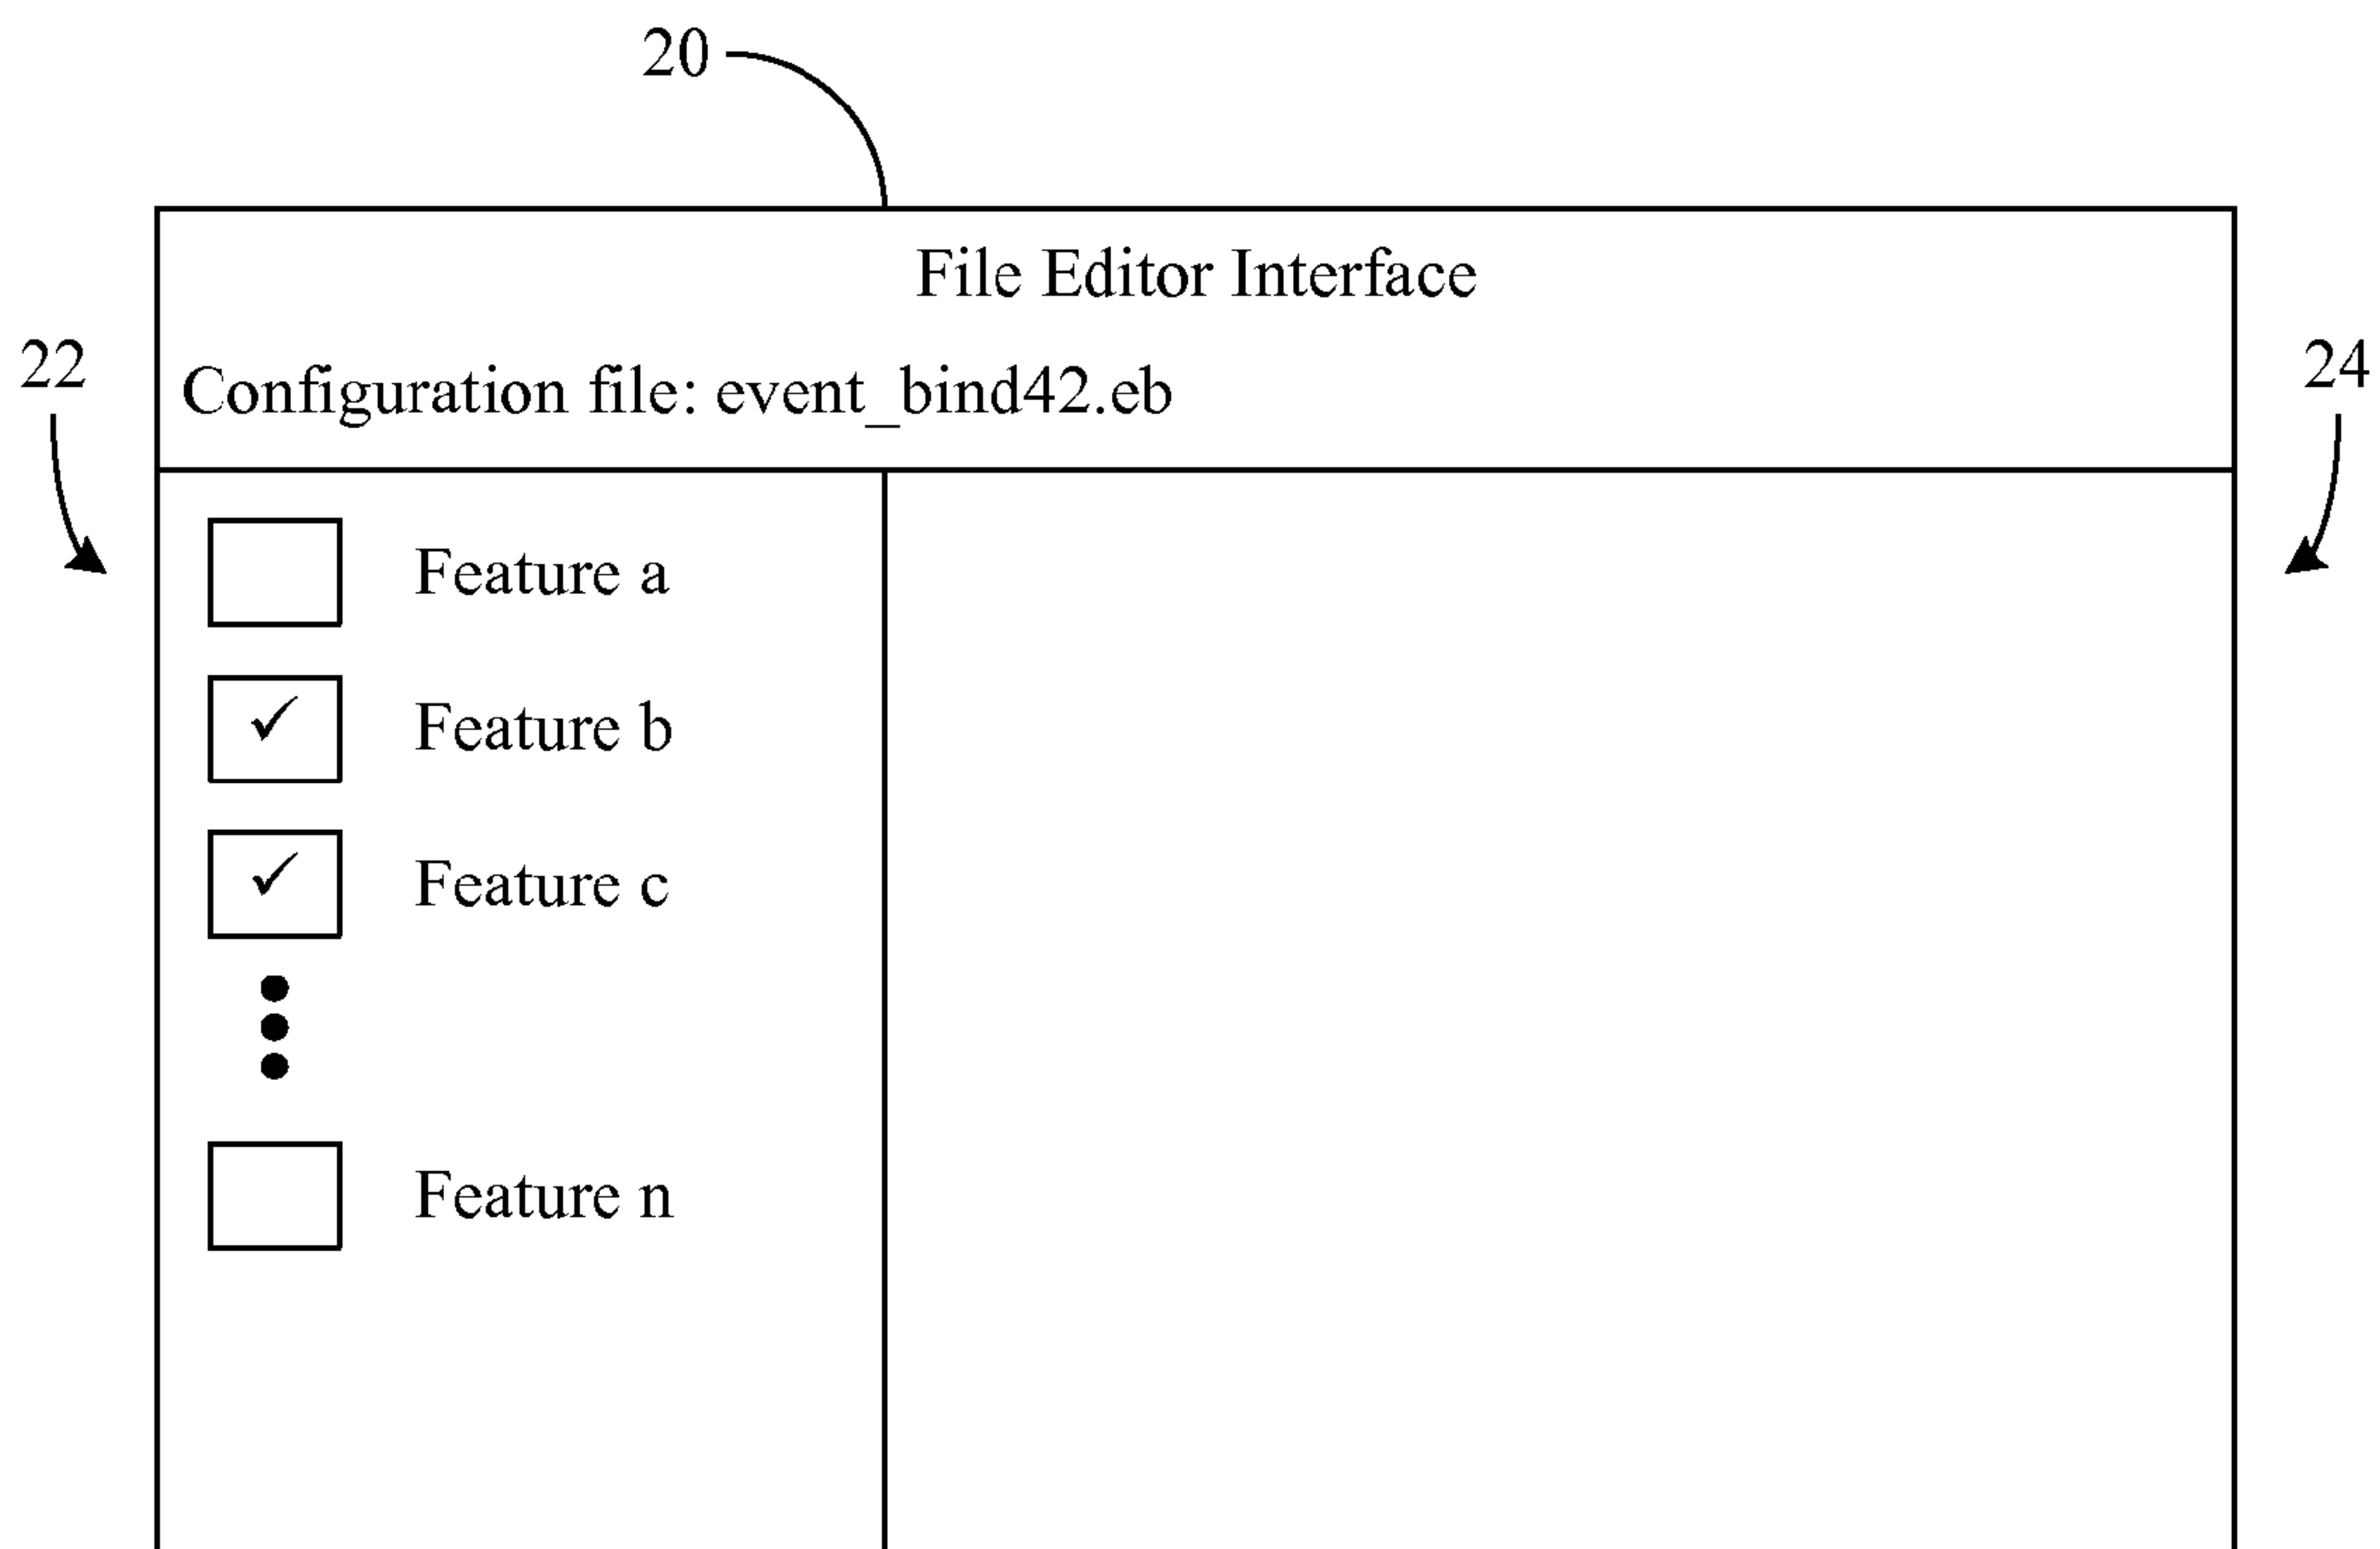 20
File Editor Interface
22
Configuration file: event_bind42.eb
24
Feature a
✓ Feature b
✓ Feature c
Feature n